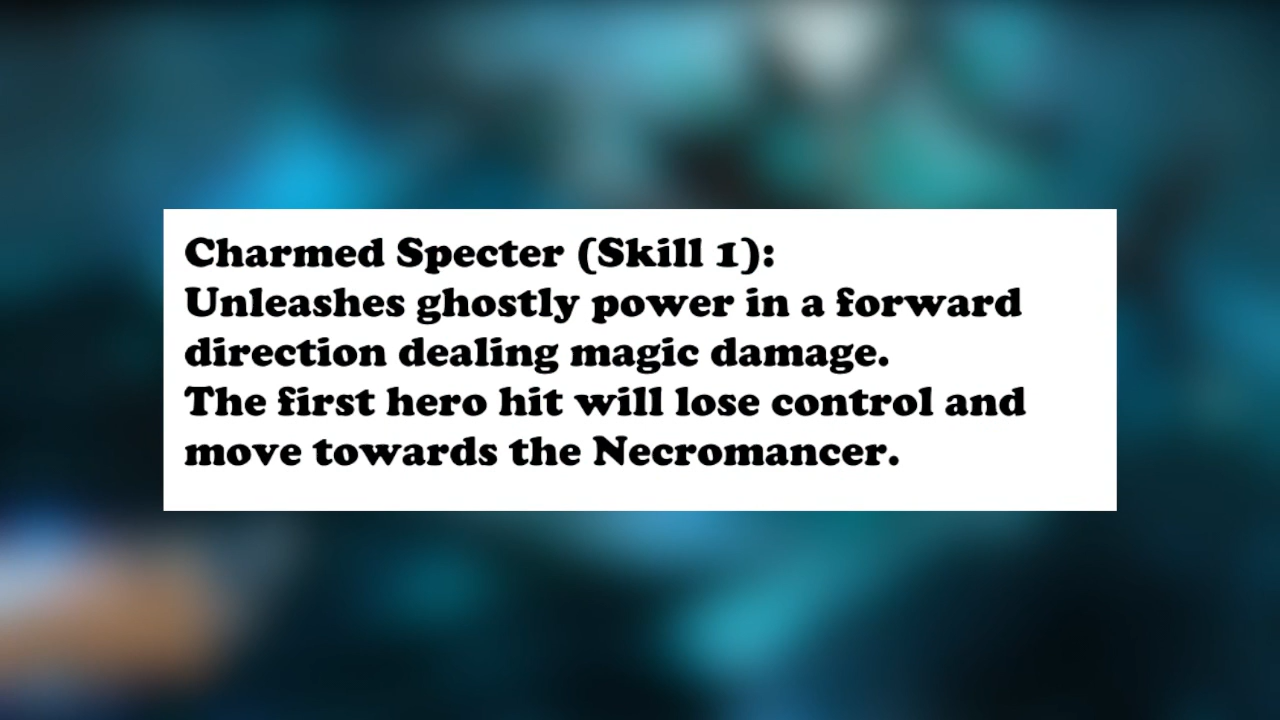 Charmed Specter (Skill 1):
Unleashes ghostly power in a forward
direction dealing magic damage.
The first hero hit will lose control and
move towards the Necromancer.